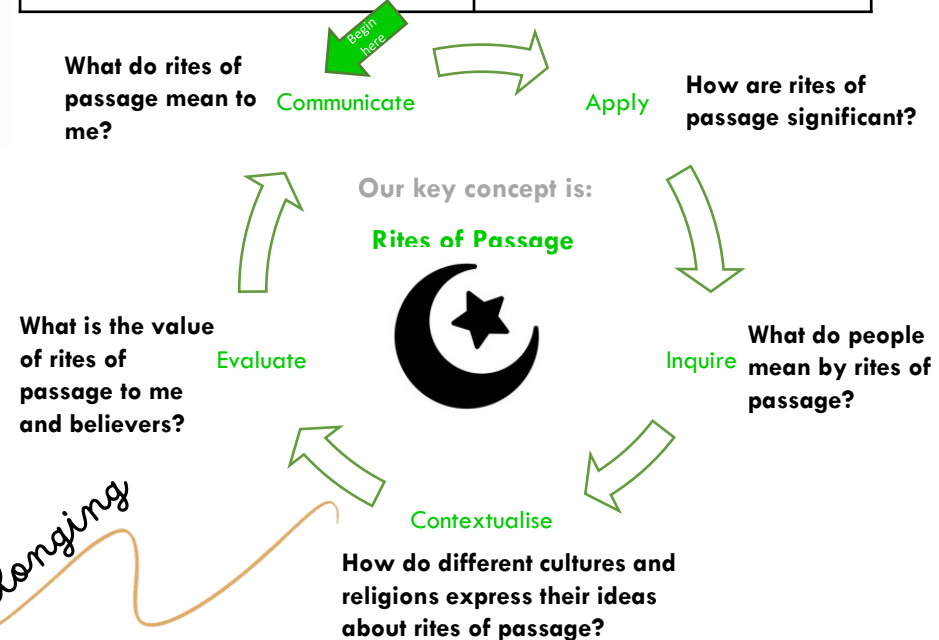 Begin
here
What do rites of
passage mean to
me?
Communicate
Apply
How are rites of
passage significant?
Our key concept is:
Rites of Passage
What do people
mean by rites of
passage?
Inquire
Contextualise
How do different cultures and
religions express their ideas
about rites of passage?
Evaluate
What is the value
of rites of
passage to me
and believers?